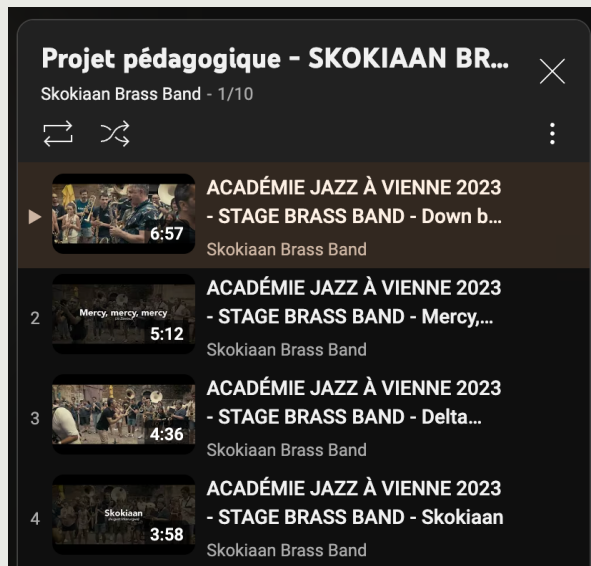 Projet pédagogique - SKOKIAAN BR...
Skokiaan Brass Band - 1/10
ACADÉMIE JAZZ À VIENNE 2023
- STAGE BRASS BAND - Down b...
6:57
Skokiaan Brass Band
2
Mercy, mercy, mercy
5:12
ACADÉMIE JAZZ À VIENNE 2023
- STAGE BRASS BAND - Mercy,...
Skokiaan Brass Band
3
4:36
ACADÉMIE JAZZ À VIENNE 2023
- STAGE BRASS BAND - Delta...
Skokiaan Brass Band
4
Skokiaan
3:58
ACADÉMIE JAZZ À VIENNE 2023
- STAGE BRASS BAND - Skokiaan
Skokiaan Brass Band